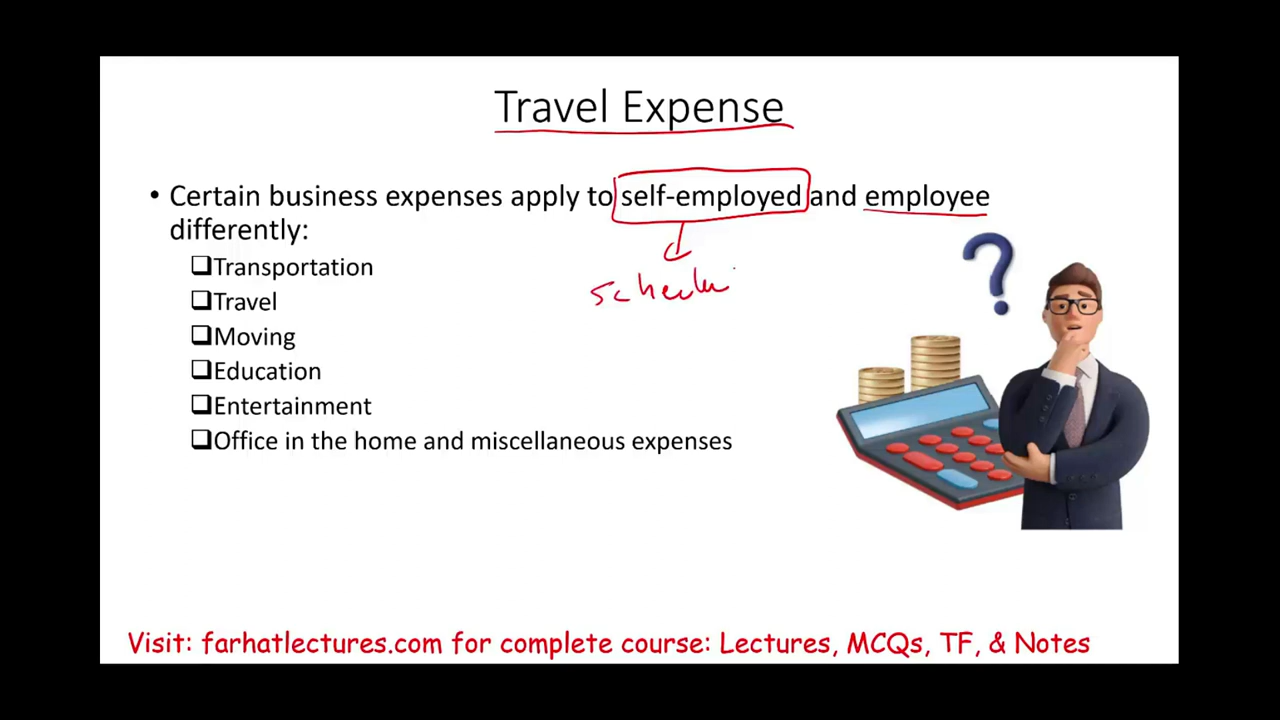 Travel Expense
• Certain business expenses apply to self-employed and employee
differently:
❑Transportation
❑Travel
❑Moving
❑Education
❑Entertainment
❑Office in the home and miscellaneous expenses
Visit: farhatlectures.com for complete course: Lectures, MCQs, TF, & Notes